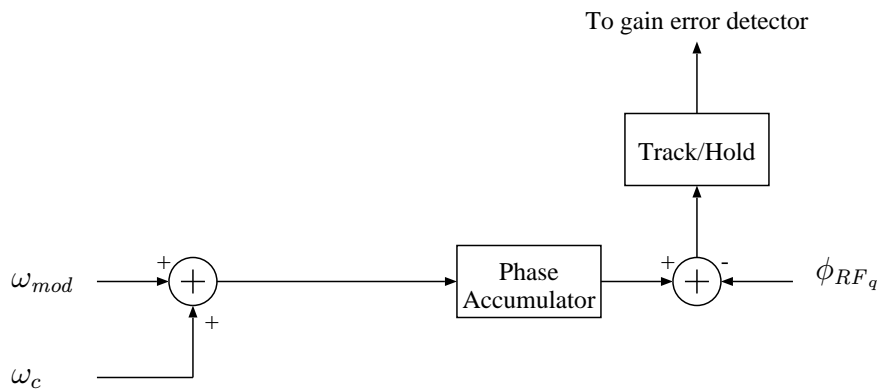 To gain error detector
Track/Hold
+
+
-
ω_mod
Phase
Accumulator
ϕ_RF_q
+
ω_c